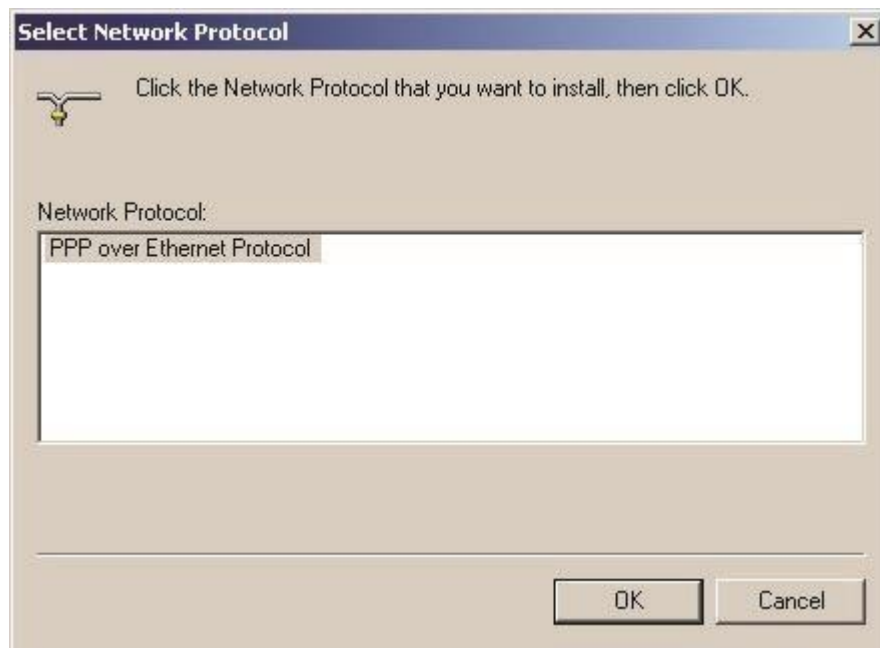 Select Network Protocol
Click the Network Protocol that you want to install, then click OK.
Network Protocol:
PPP over Ethernet Protocol
OK
Cancel